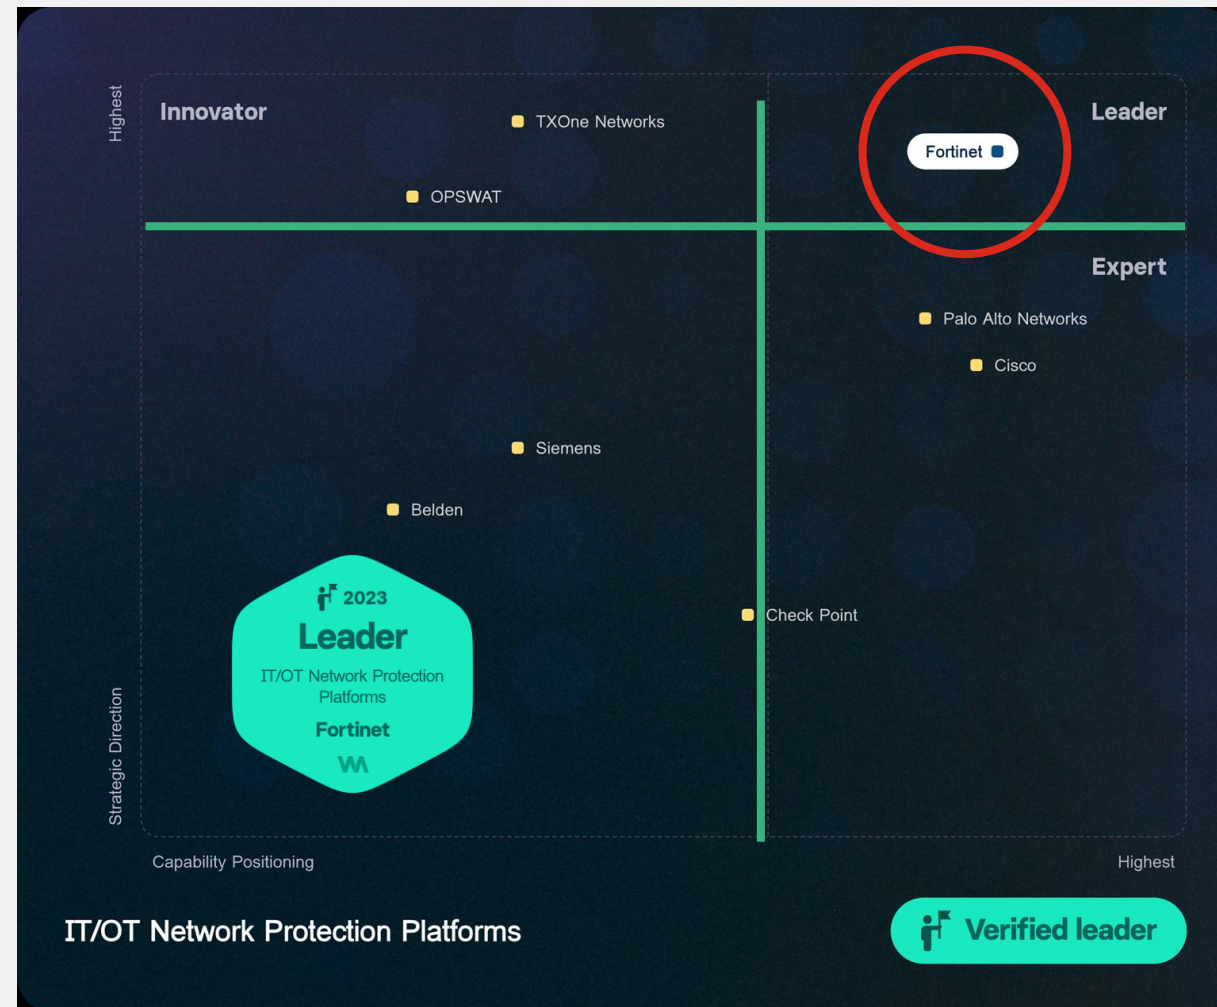 Highest
Innovator
TXOne Networks
Leader
Fortinet
OPSWAT
Expert
Palo Alto Networks
Cisco
Siemens
Belden
Check Point
2023
Leader
IT/OT Network Protection
Platforms
Fortinet
Strategic Direction
Capability Positioning
Highest
IT/OT Network Protection Platforms
Verified leader